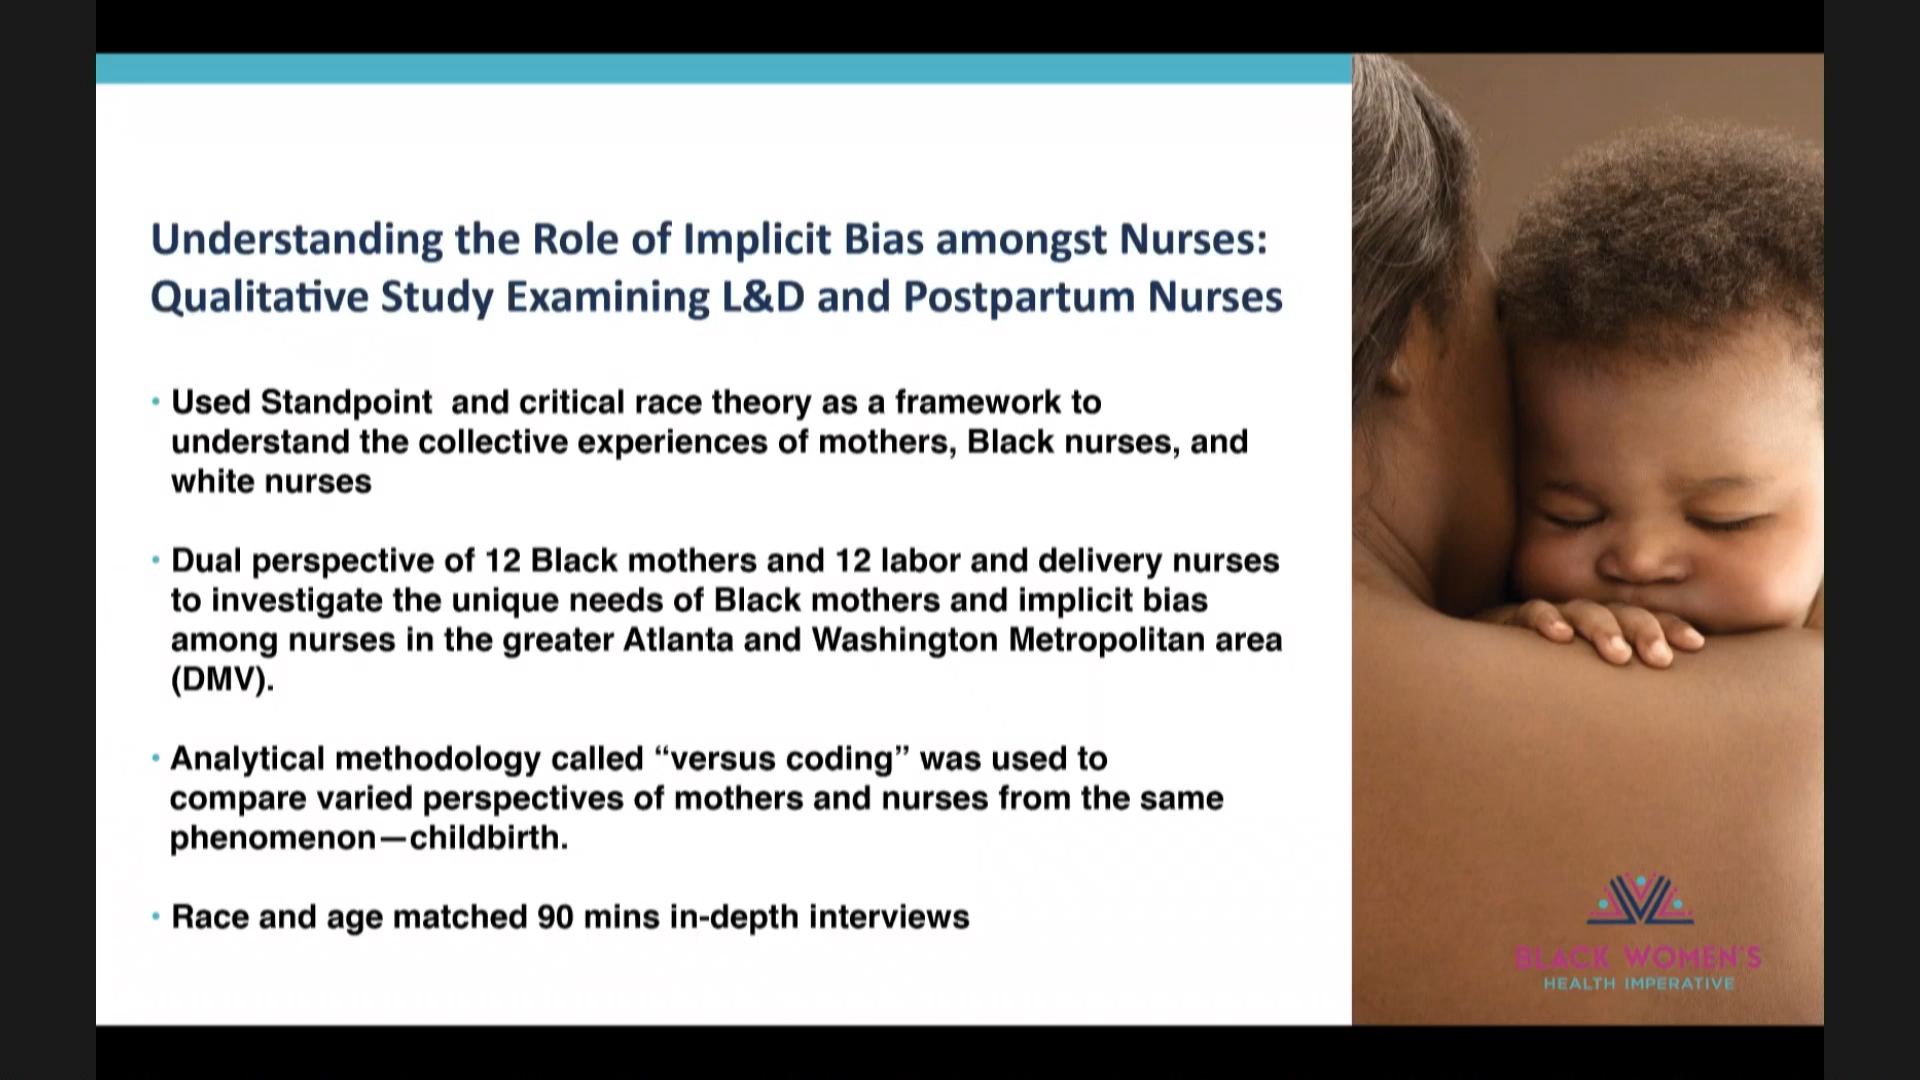 Understanding the Role of Implicit Bias amongst Nurses:
Qualitative Study Examining L&D and Postpartum Nurses
• Used Standpoint  and critical race theory as a framework to
understand the collective experiences of mothers, Black nurses, and
white nurses
• Dual perspective of 12 Black mothers and 12 labor and delivery nurses
to investigate the unique needs of Black mothers and implicit bias
among nurses in the greater Atlanta and Washington Metropolitan area
(DMV).
• Analytical methodology called “versus coding” was used to
compare varied perspectives of mothers and nurses from the same
phenomenon—childbirth.
• Race and age matched 90 mins in-depth interviews
BLACK WOMEN'S
HEALTH IMPERATIVE